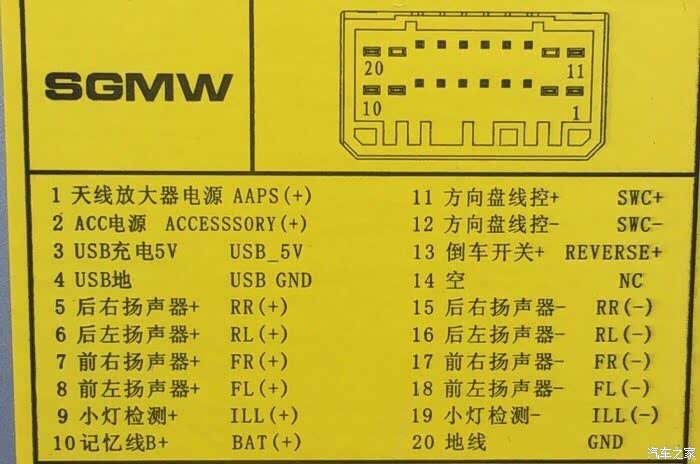 SGMW
20 11
10 1
1 天线放大器电源 AAPS(+)
2 ACC电源 ACCESSSORY(+)
3 USB充电5V USB_5V
4 USB地 USB GND
5 后右扬声器+ RR(+)
6 后左扬声器+ RL(+)
7 前右扬声器+ FR(+)
8 前左扬声器+ FL(+)
9 小灯检测+ ILL(+)
10 记忆线B+ BAT(+)
11 方向盘线控+ SWC+
12 方向盘线控- SWC-
13 倒车开关+ REVERSE+
14 空 NC
15 后右扬声器- RR(-)
16 后左扬声器- RL(-)
17 前右扬声器- FR(-)
18 前左扬声器- FL(-)
19 小灯检测- ILL(-)
20 地线 GND
汽车之家